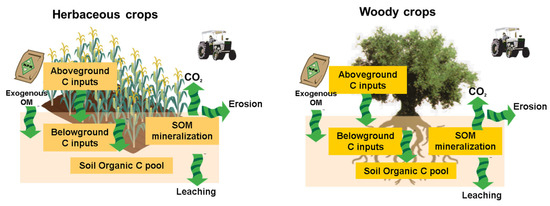 Herbaceous crops
Aboveground
C inputs
CO2
Exogenous
OM
Erosion
Belowground
C inputs
SOM
mineralization
Soil Organic C pool
Leaching
Woody crops
Aboveground
C inputs
CO2
Exogenous
OM
Erosion
Belowground
C inputs
SOM
mineralization
Soil Organic C pool
Leaching